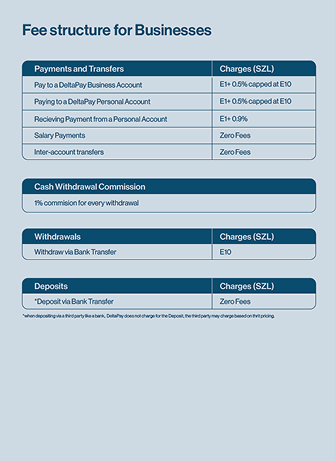 Fee structure for Businesses
Payments and Transfers Charges (SZL)
Pay to a DeltaPay Business Account E1+ 0.5% capped at E10
Paying to a DeltaPay Personal Account E1+ 0.5% capped at E10
Recieving Payment from a Personal Account E1+ 0.9%
Salary Payments Zero Fees
Inter-account transfers Zero Fees
Cash Withdrawal Commission
1% commision for every withdrawal
Withdrawals Charges (SZL)
Withdraw via Bank Transfer E10
Deposits Charges (SZL)
*Deposit via Bank Transfer Zero Fees
*when depositing via a third party like a bank, DeltaPay does not charge for the Deposit, the third party may charge based on pricing.